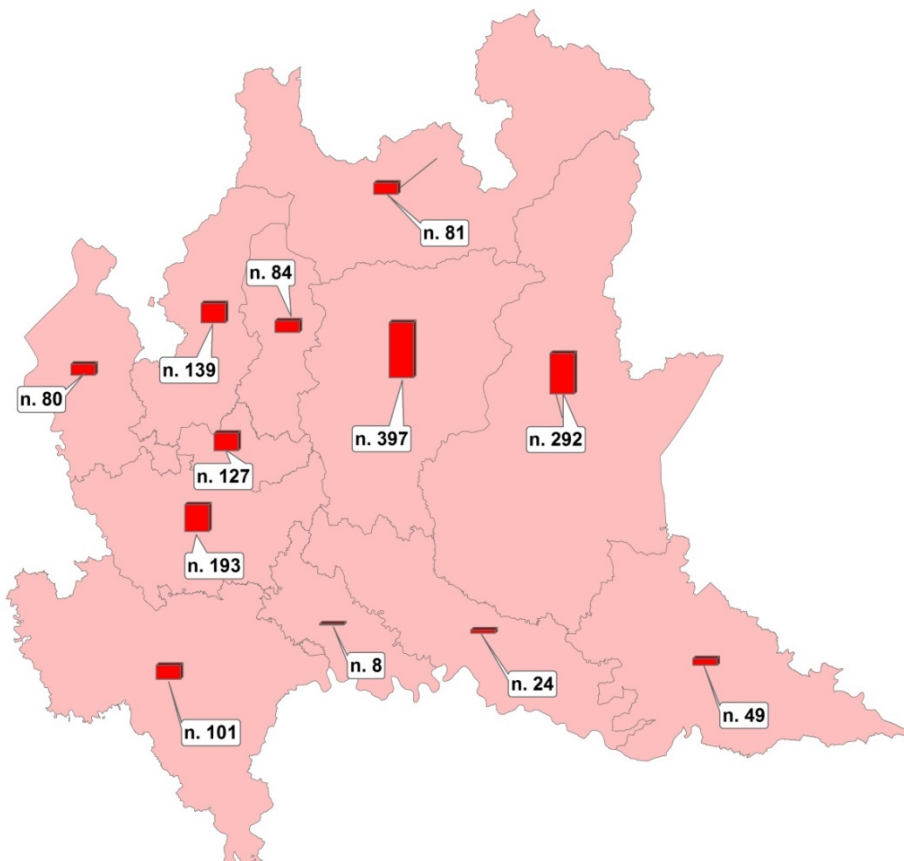 n. 81
n. 84
n. 139
n. 80
n. 397
n. 292
n. 127
n. 193
n. 8
n. 24
n. 49
n. 101